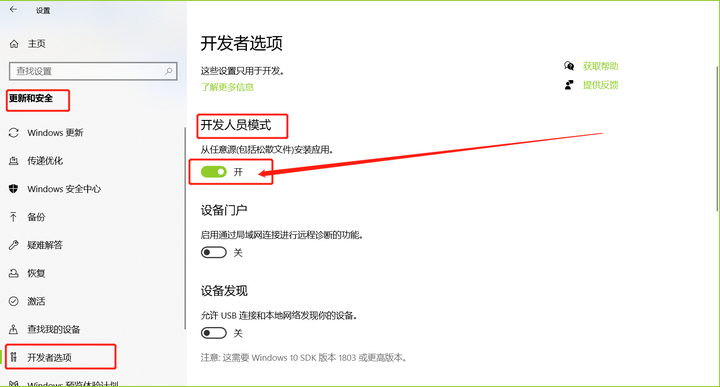 设置
主页
查找设置
更新和安全
Windows 更新
传递优化
Windows 安全中心
备份
疑难解答
恢复
激活
查找我的设备
开发者选项
Windows 预览体验计划
开发者选项
这些设置只用于开发。
了解更多信息
开发人员模式
从任意源(包括松散文件)安装应用。
开
设备门户
启用通过局域网连接进行远程诊断的功能。
关
设备发现
允许 USB 连接和本地网络发现你的设备。
关
注意: 这需要 Windows 10 SDK 版本 1803 或更高版本。
获取帮助
提供反馈